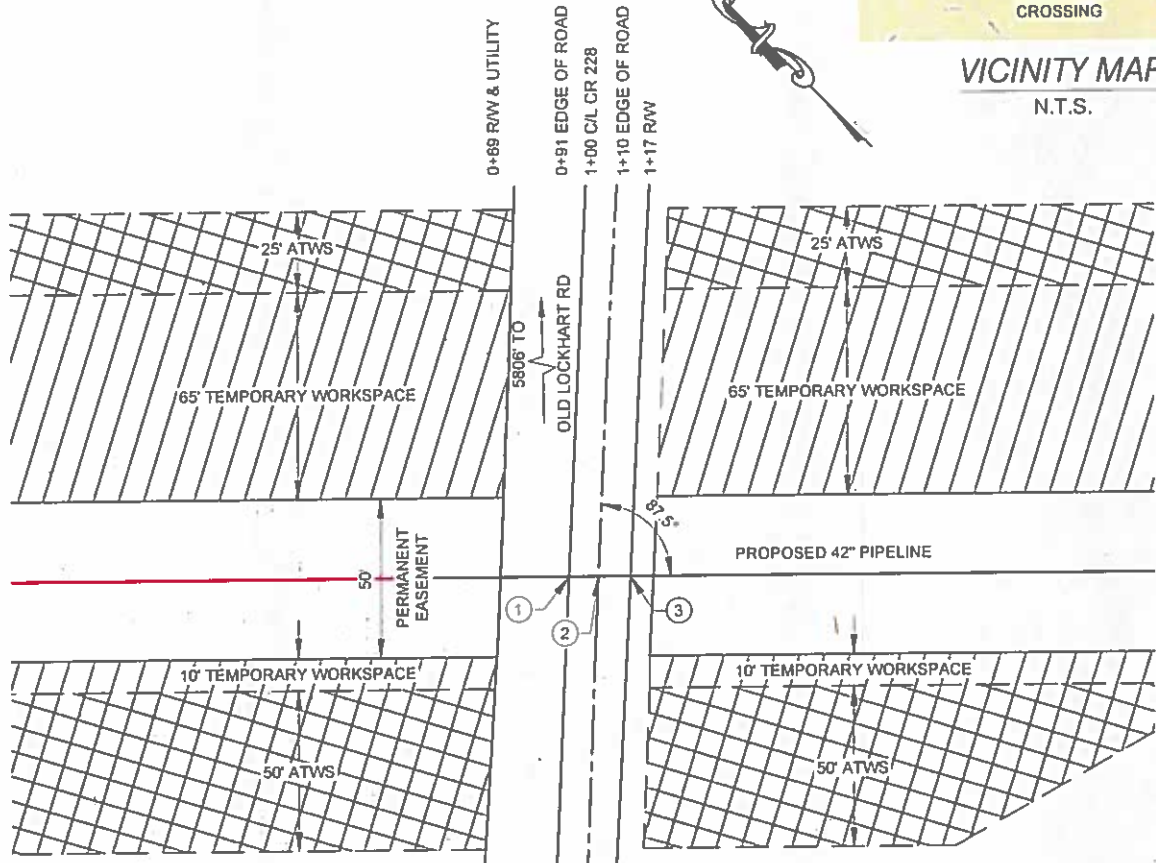 CROSSING
VICINITY MAP
N.T.S.
0+69 R/W & UTILITY
0+91 EDGE OF ROAD
1+00 C/L CR 228
1+10 EDGE OF ROAD
1+17 R/W
25' ATWS
25' ATWS
5806' TO
OLD LOCKHART RD
65' TEMPORARY WORKSPACE
65' TEMPORARY WORKSPACE
87.5°
PROPOSED 42" PIPELINE
50'
PERMANENT
EASEMENT
1
2
3
10' TEMPORARY WORKSPACE
10' TEMPORARY WORKSPACE
50' ATWS
50' ATWS